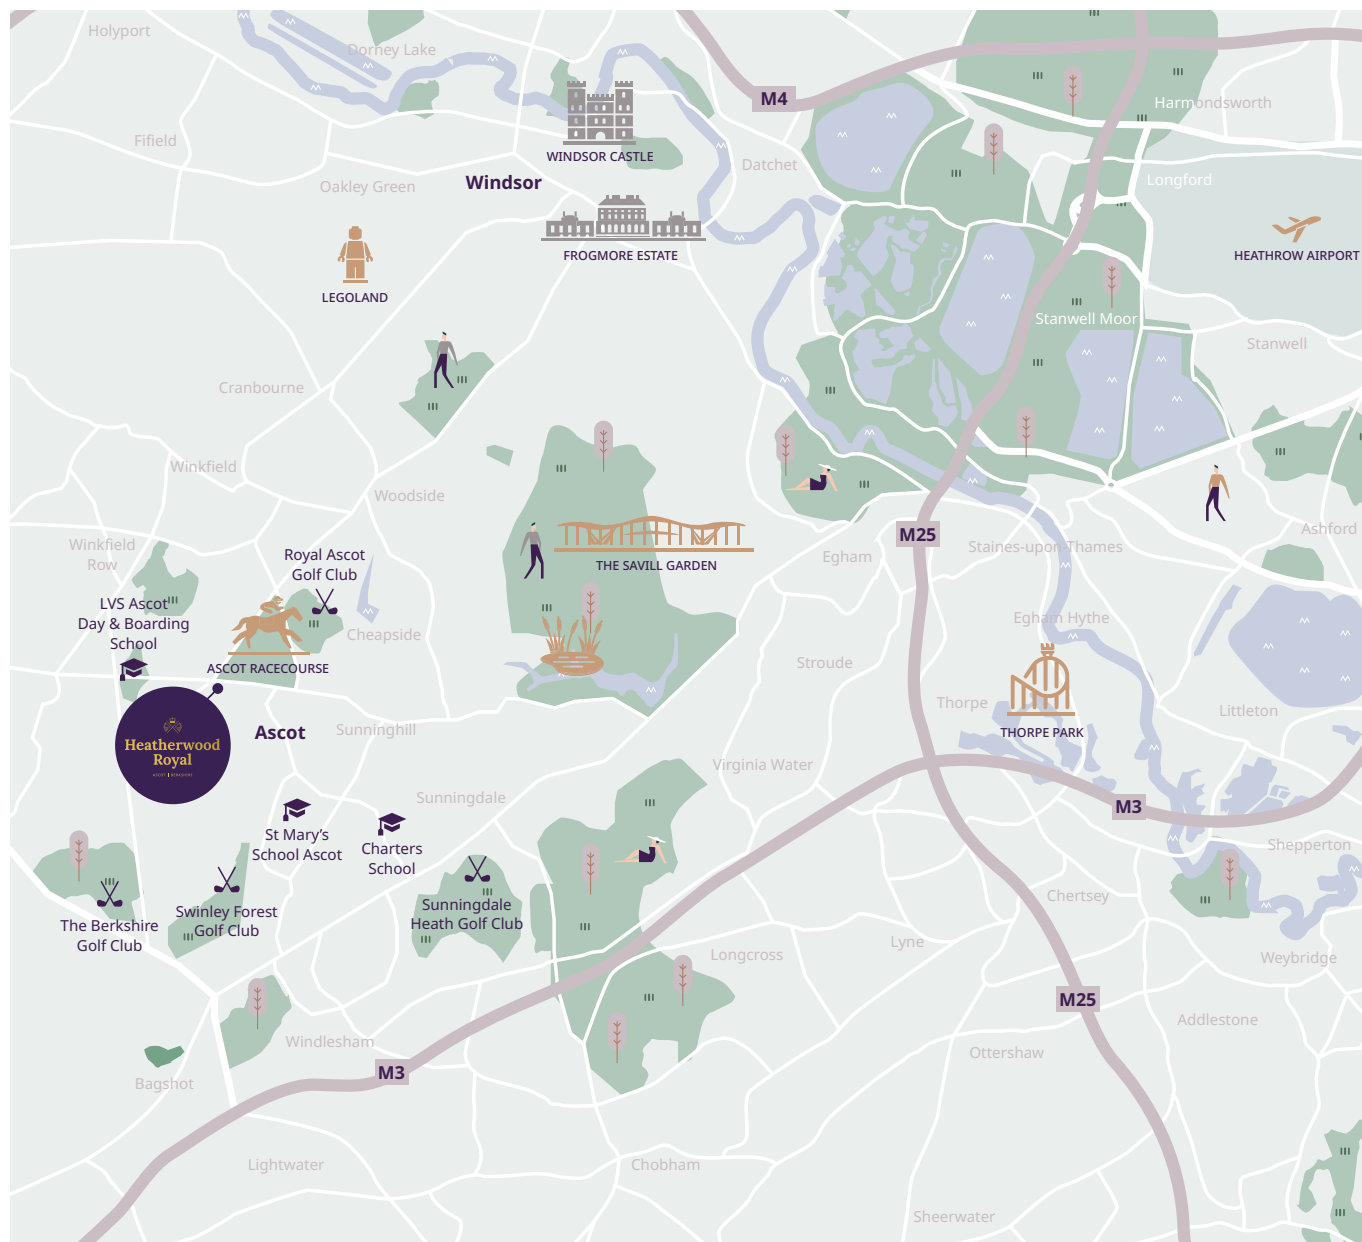 Holyport
Dorney Lake
M4
Harmondsworth
Fifield
WINDSOR CASTLE
Datchet
Oakley Green
Windsor
Longford
FROGMORE ESTATE
HEATHROW AIRPORT
LEGOLAND
Stanwell Moor
Stanwell
Cranbourne
Winkfield
Woodside
Winkfield
Row
Royal Ascot
Golf Club
THE SAVILL GARDEN
Egham
M25
Staines-upon-Thames
Ashford
LVS Ascot
Day & Boarding
School
Cheapside
Egham Hythe
ASCOT RACECOURSE
Stroude
Thorpe
Littleton
Heatherwood
Royal
ASCOT BERKSHIRE
Ascot
Sunninghill
THORPE PARK
Virginia Water
Sunningdale
M3
St Mary's
School Ascot
Charters
School
Shepperton
Chertsey
Sunningdale
Heath Golf Club
Swinley Forest
Golf Club
The Berkshire
Golf Club
Lyne
Longcross
Weybridge
M25
Addlestone
Windlesham
Ottershaw
M3
Bagshot
Lightwater
Chobham
Sheerwater